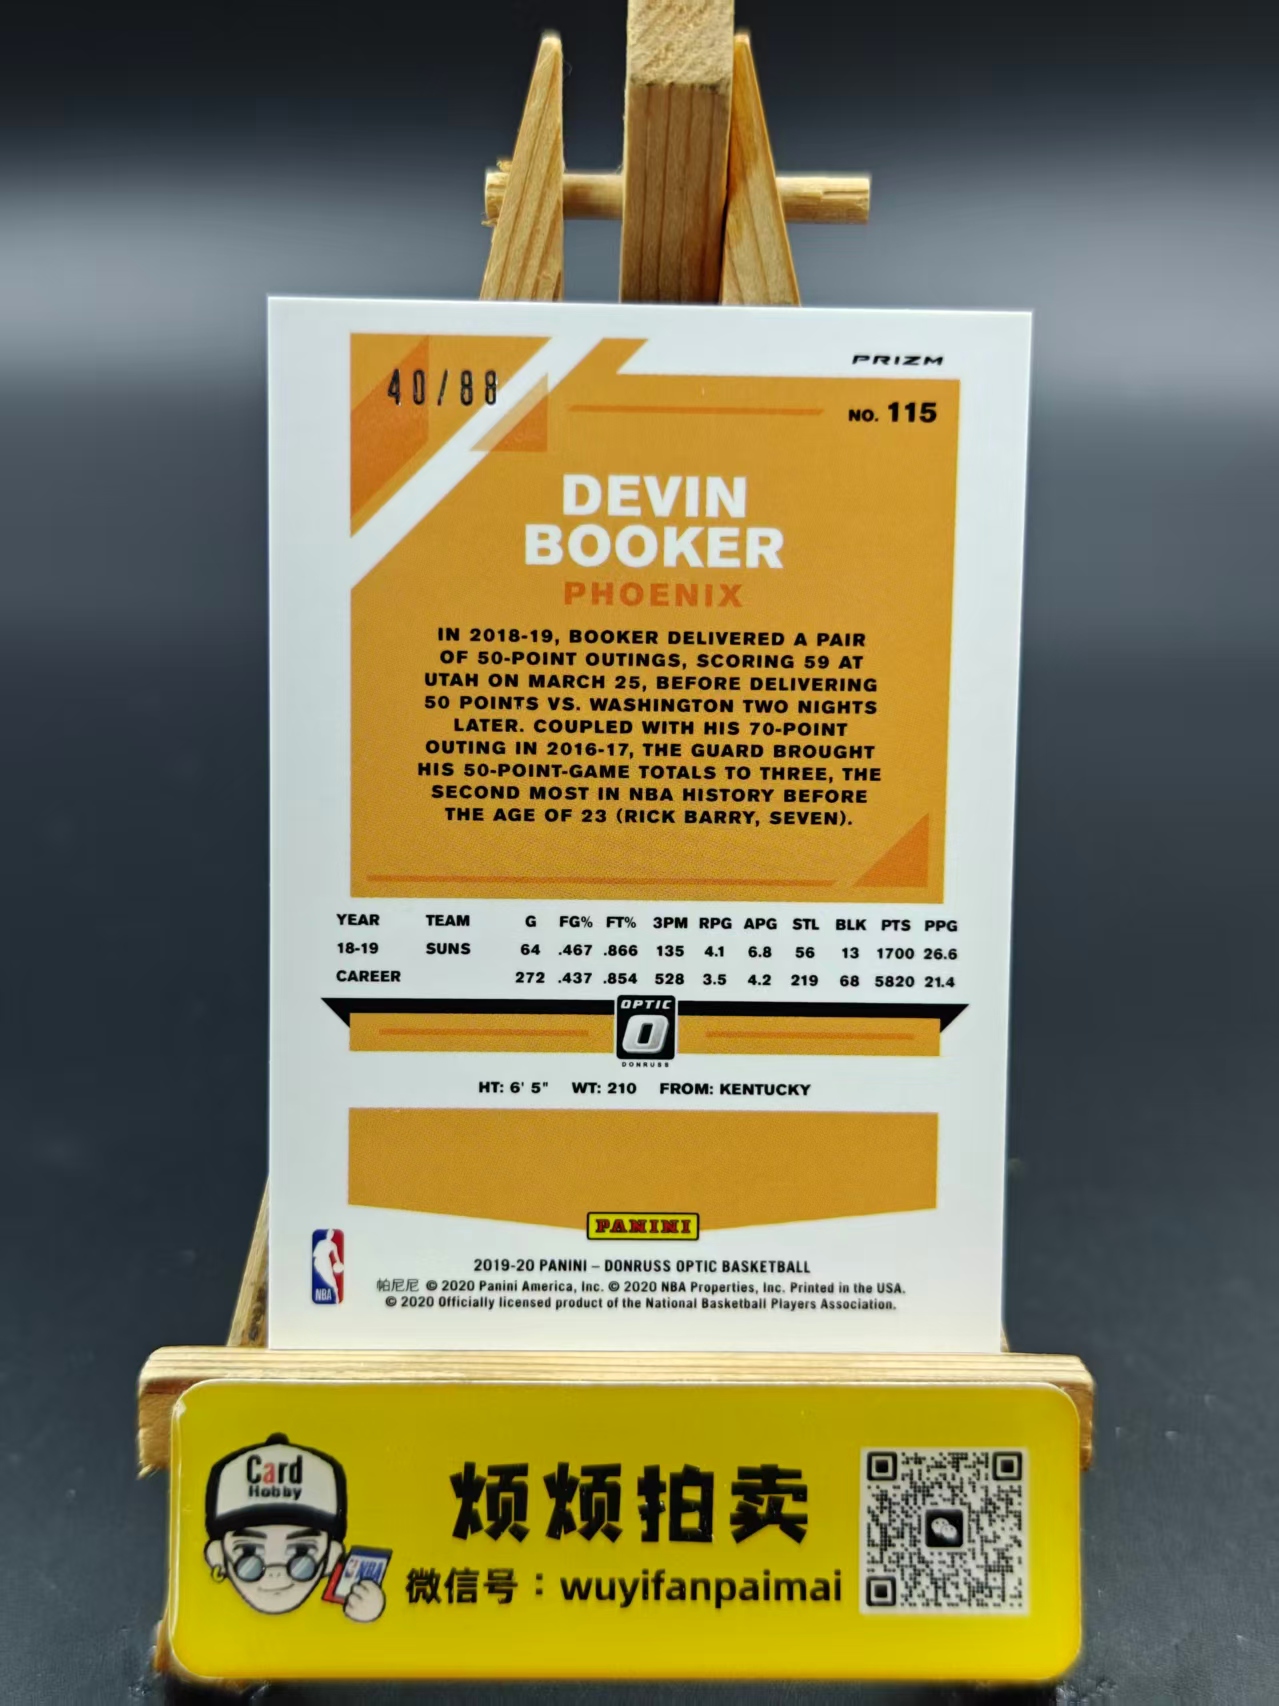 40/88
PRIZM
NO. 115
DEVIN
BOOKER
PHOENIX
IN 2018-19, BOOKER DELIVERED A PAIR
OF 50-POINT OUTINGS, SCORING 59 AT
UTAH ON MARCH 25, BEFORE DELIVERING
50 POINTS VS. WASHINGTON TWO NIGHTS
LATER. COUPLED WITH HIS 70-POINT
OUTING IN 2016-17, THE GUARD BROUGHT
HIS 50-POINT-GAME TOTALS TO THREE, THE
SECOND MOST IN NBA HISTORY BEFORE
THE AGE OF 23 (RICK BARRY, SEVEN).
YEAR TEAM G FG% FT% 3PM RPG APG STL BLK PTS PPG
18-19 SUNS 64 .467 .866 135 4.1 6.8 56 13 1700 26.6
CAREER 272 .437 .854 528 3.5 4.2 219 68 5820 21.4
OPTIC
O
DONRUSS
HT: 6' 5" WT: 210 FROM: KENTUCKY
PANINI
NBA
2019-20 PANINI – DONRUSS OPTIC BASKETBALL
帕尼尼 © 2020 Panini America, Inc. © 2020 NBA Properties, Inc. Printed in the USA.
© 2020 Officially licensed product of the National Basketball Players Association.
Card
Hobby
NBA
烦烦拍卖
微信号：wuyifanpaimai